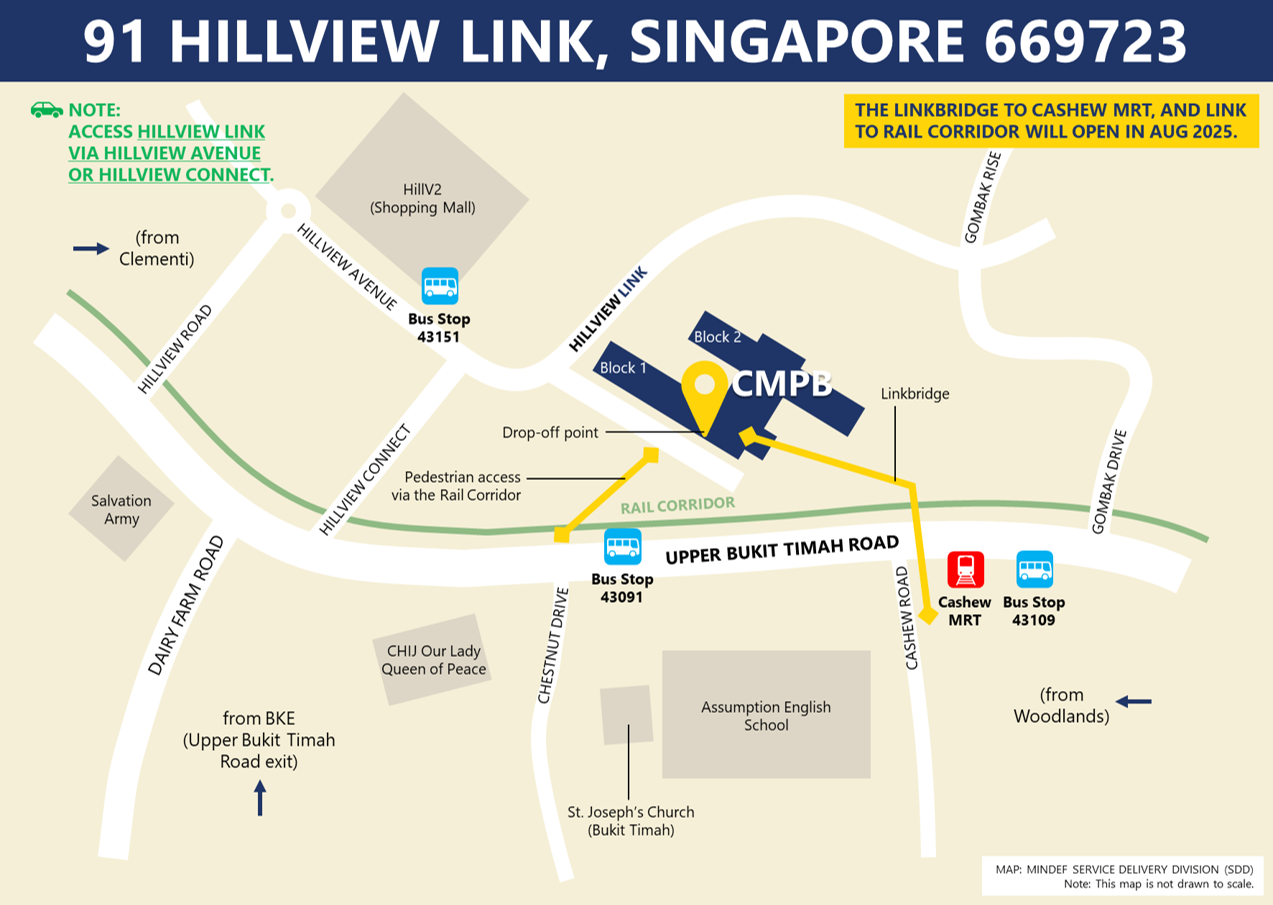 91 HILLVIEW LINK, SINGAPORE 669723
NOTE:
ACCESS HILLVIEW LINK
VIA HILLVIEW AVENUE
OR HILLVIEW CONNECT.
THE LINKBRIDGE TO CASHEW MRT, AND LINK
TO RAIL CORRIDOR WILL OPEN IN AUG 2025.
GOMBAK RISE
HillV2
(Shopping Mall)
(from
Clementi)
HILLVIEW AVENUE
Bus Stop
43151
HILLVIEW LINK
HILLVIEW ROAD
Block 2
Block 1
CMPB
Linkbridge
Drop-off point
HILLVIEW CONNECT
Pedestrian access
via the Rail Corridor
GOMBAK DRIVE
Salvation
Army
RAIL CORRIDOR
UPPER BUKIT TIMAH ROAD
DAIRY FARM ROAD
Bus Stop
43091
CHESTNUT DRIVE
CASHEW ROAD
Cashew
MRT
Bus Stop
43109
CHIJ Our Lady
Queen of Peace
Assumption English
School
(from
Woodlands)
from BKE
(Upper Bukit Timah
Road exit)
St. Joseph's Church
(Bukit Timah)
MAP: MINDEF SERVICE DELIVERY DIVISION (SDD)
Note: This map is not drawn to scale.